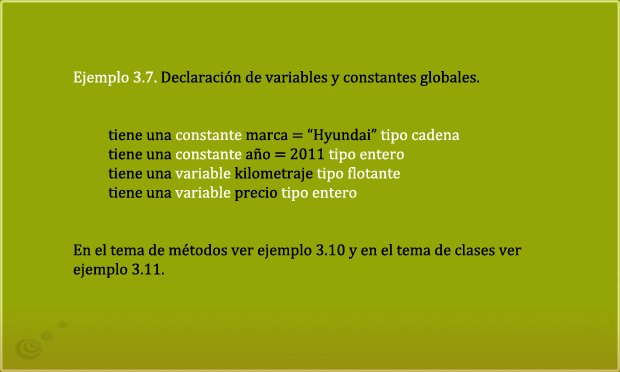 Ejemplo 3.7. Declaración de variables y constantes globales.
tiene una constante marca = “Hyundai” tipo cadena
tiene una constante año = 2011 tipo entero
tiene una variable kilometraje tipo flotante
tiene una variable precio tipo entero
En el tema de métodos ver ejemplo 3.10 y en el tema de clases ver
ejemplo 3.11.